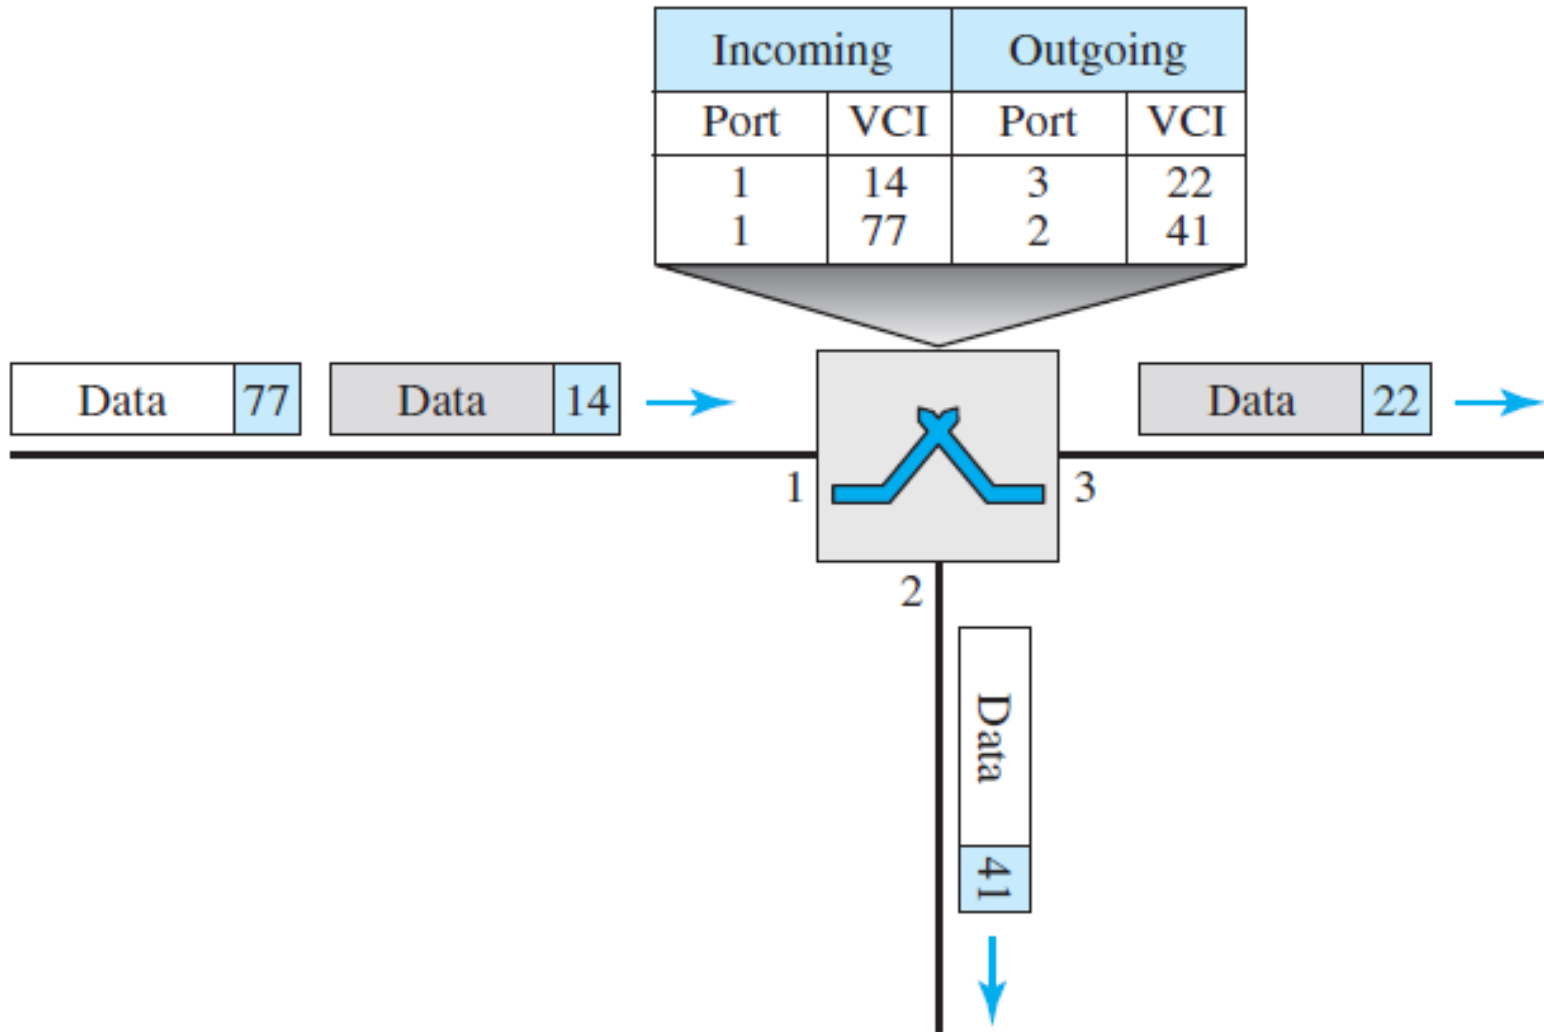 Incoming Outgoing
Port VCI Port VCI
1 14 3 22
1 77 2 41
Data 77 Data 14 Data 22
1 3
2
Data 41